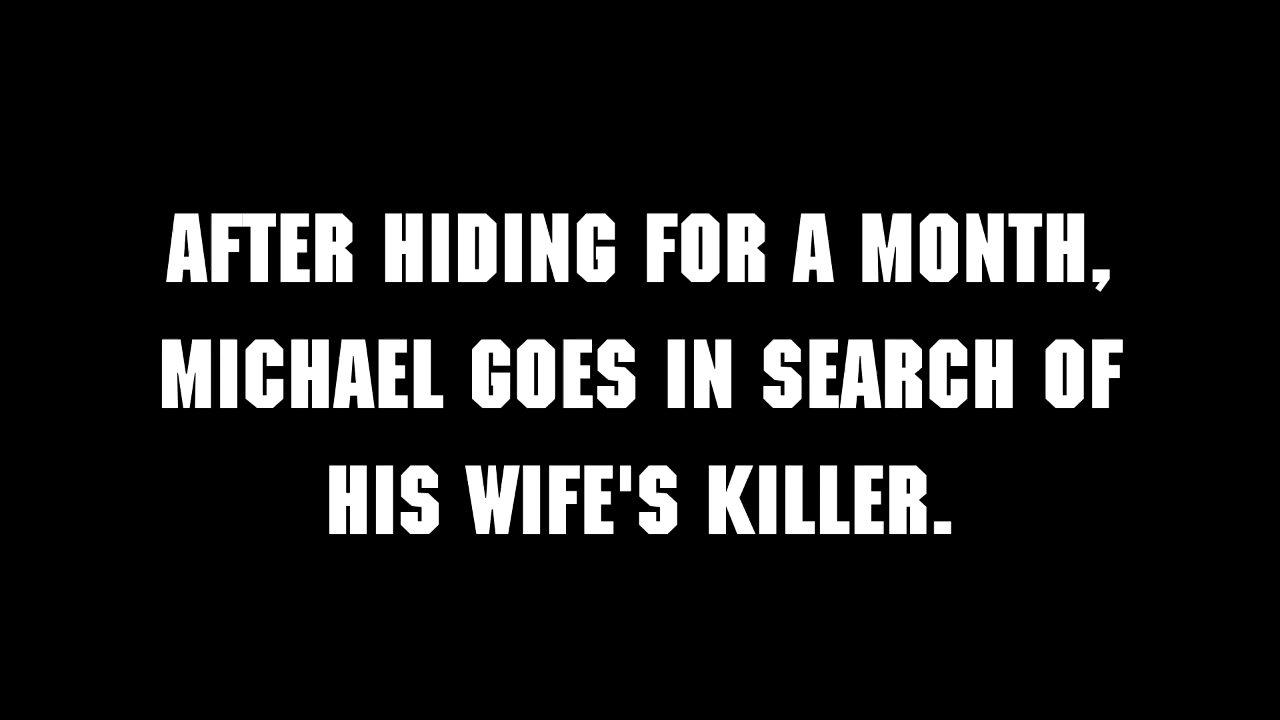 AFTER HIDING FOR A MONTH,
MICHAEL GOES IN SEARCH OF
HIS WIFE'S KILLER.